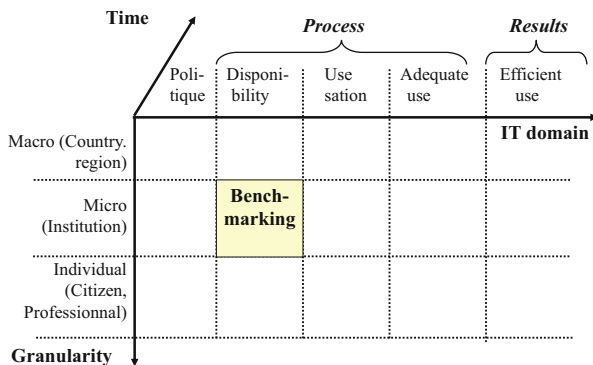 Time
Process
Results
Poli-
tique
Disponi-
bility
Use
sation
Adequate
use
Efficient
use
IT domain
Macro (Country.
region)
Micro
(Institution)
Bench-
marking
Individual
(Citizen,
Professionnal)
Granularity